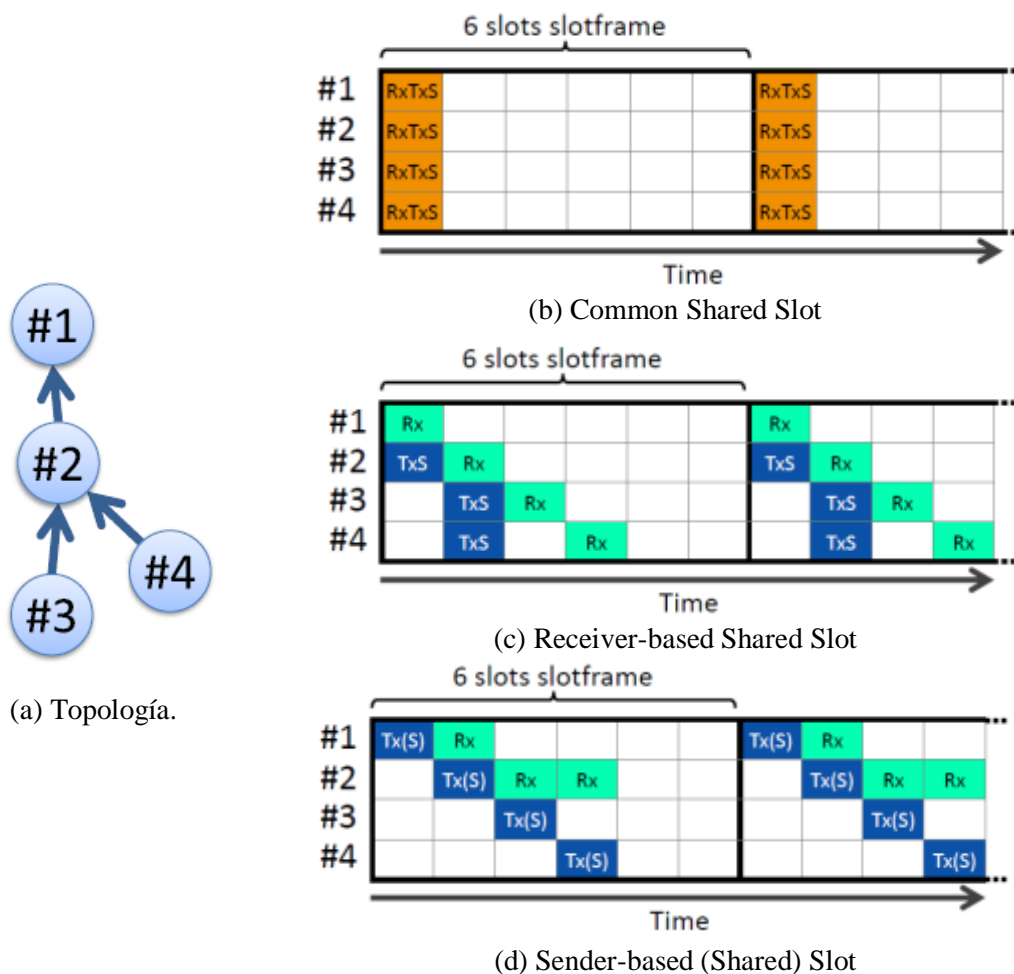 6 slots slotframe
#1 RxTxS RxTxS
#2 RxTxS RxTxS
#3 RxTxS RxTxS
#4 RxTxS RxTxS
Time
(b) Common Shared Slot
#1
#2
#3
#4
(a) Topología.
6 slots slotframe
#1 Rx Rx
#2 TxS Rx TxS Rx
#3 TxS Rx TxS Rx
#4 TxS Rx TxS Rx
Time
(c) Receiver-based Shared Slot
6 slots slotframe
#1 Tx(S) Rx Tx(S) Rx
#2 Tx(S) Rx Rx Tx(S) Rx Rx
#3 Tx(S) Tx(S)
#4 Tx(S) Tx(S)
Time
(d) Sender-based (Shared) Slot